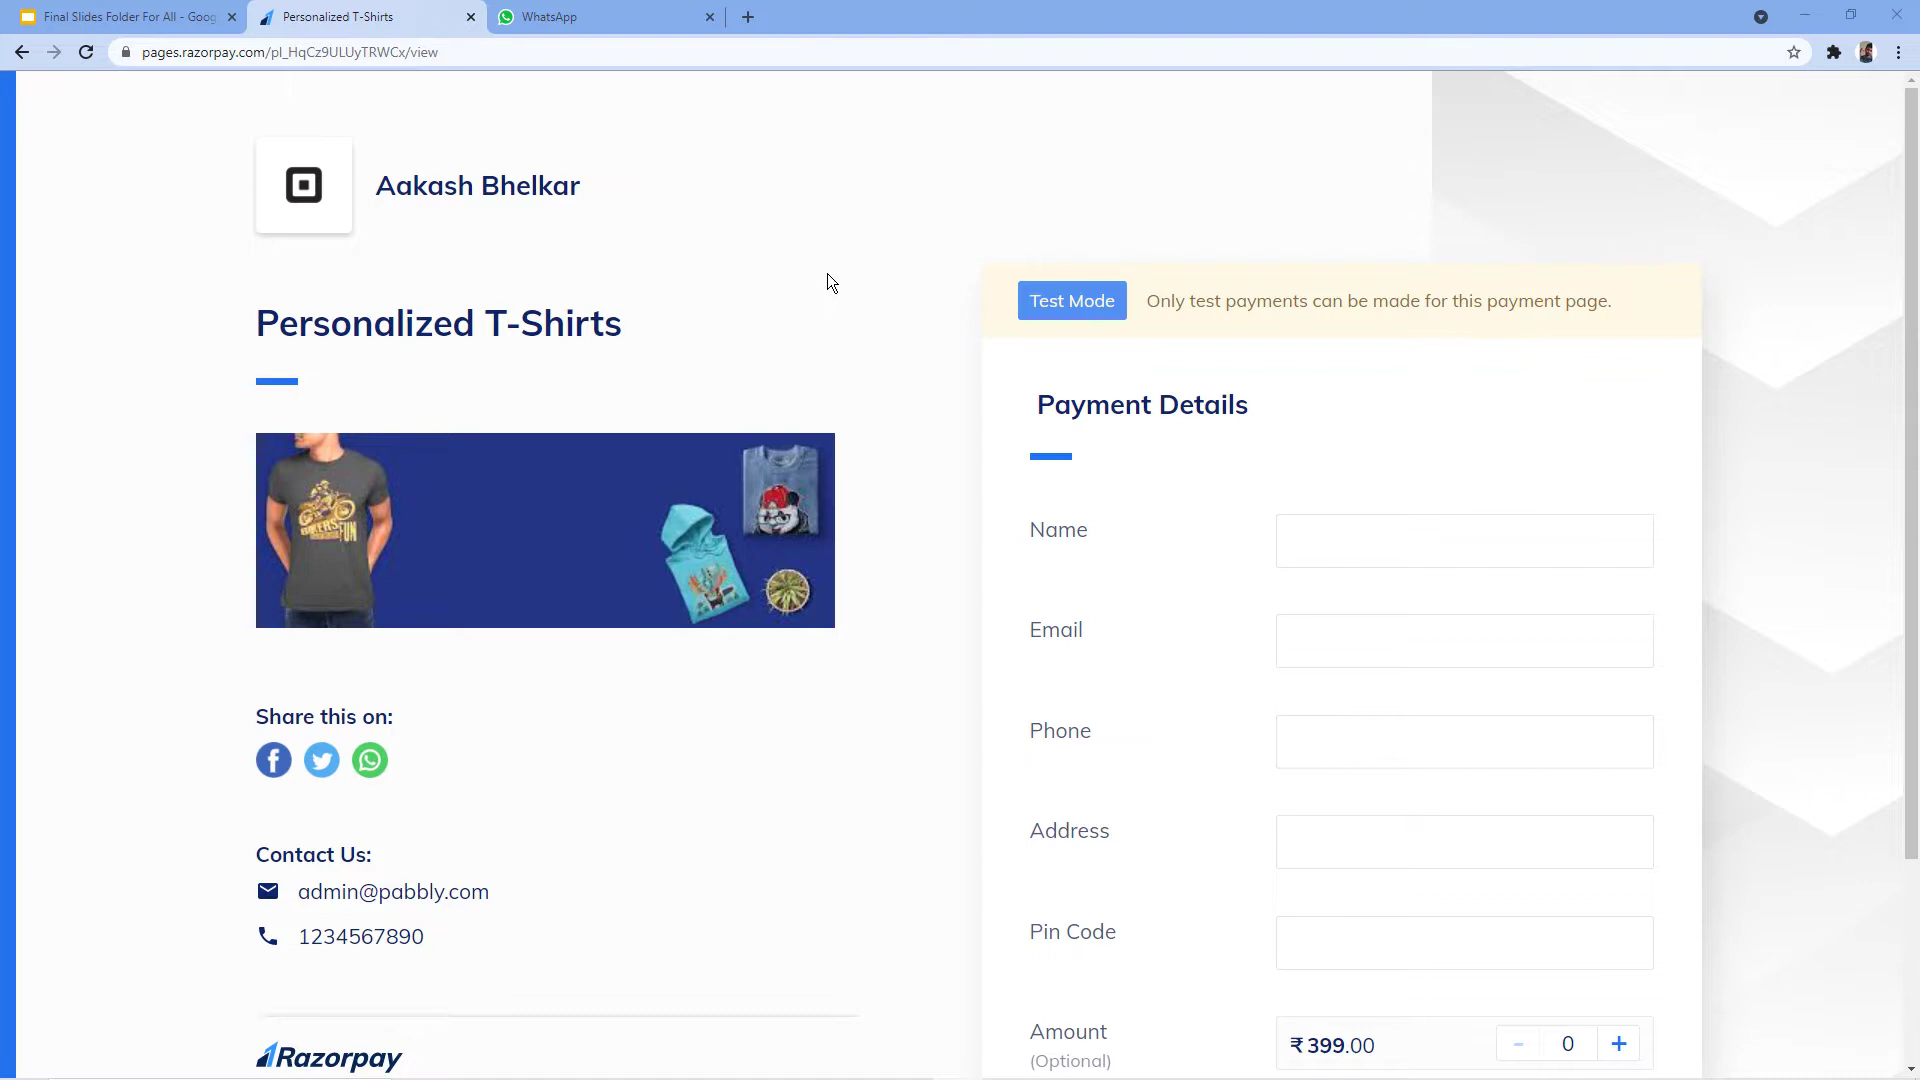 Final Slides Folder For All - Goog
Personalized T-Shirts
WhatsApp
pages.razorpay.com/pl_HqCz9ULUyTRWCx/view
Aakash Bhelkar
Personalized T-Shirts
BIKERS
FUN
Share this on:
Contact Us:
admin@pabbly.com
1234567890
Razorpay
Test Mode
Only test payments can be made for this payment page.
Payment Details
Name
Email
Phone
Address
Pin Code
Amount
(Optional)
₹399.00
- 0 +